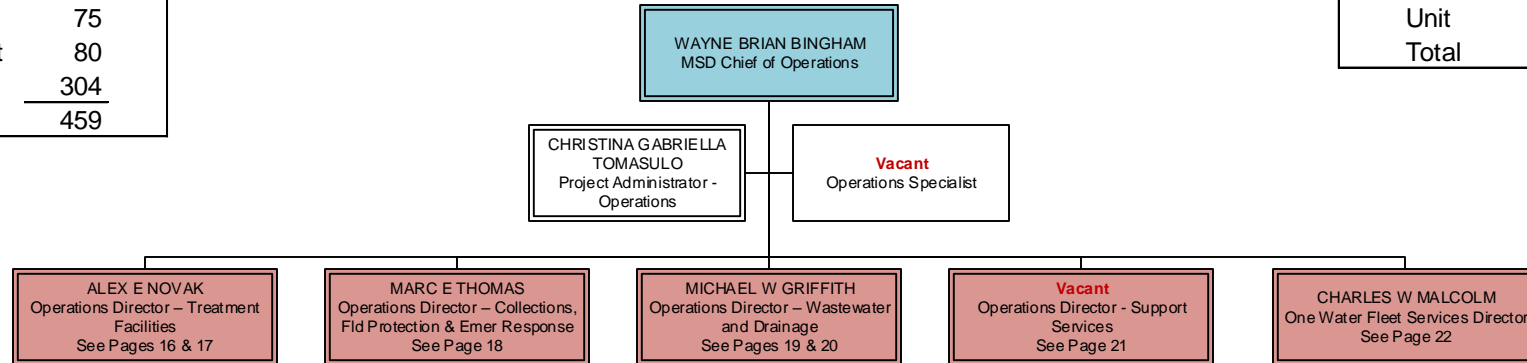 75
t 80
304
459
Unit
Total
WAYNE BRIAN BINGHAM
MSD Chief of Operations
CHRISTINA GABRIELLA
TOMASULO
Project Administrator -
Operations
Vacant
Operations Specialist
ALEX E NOVAK
Operations Director – Treatment
Facilities
See Pages 16 & 17
MARC E THOMAS
Operations Director – Collections,
Fld Protection & Emer Response
See Page 18
MICHAEL W GRIFFITH
Operations Director – Wastewater
and Drainage
See Pages 19 & 20
Vacant
Operations Director - Support
Services
See Page 21
CHARLES W MALCOLM
One Water Fleet Services Director
See Page 22